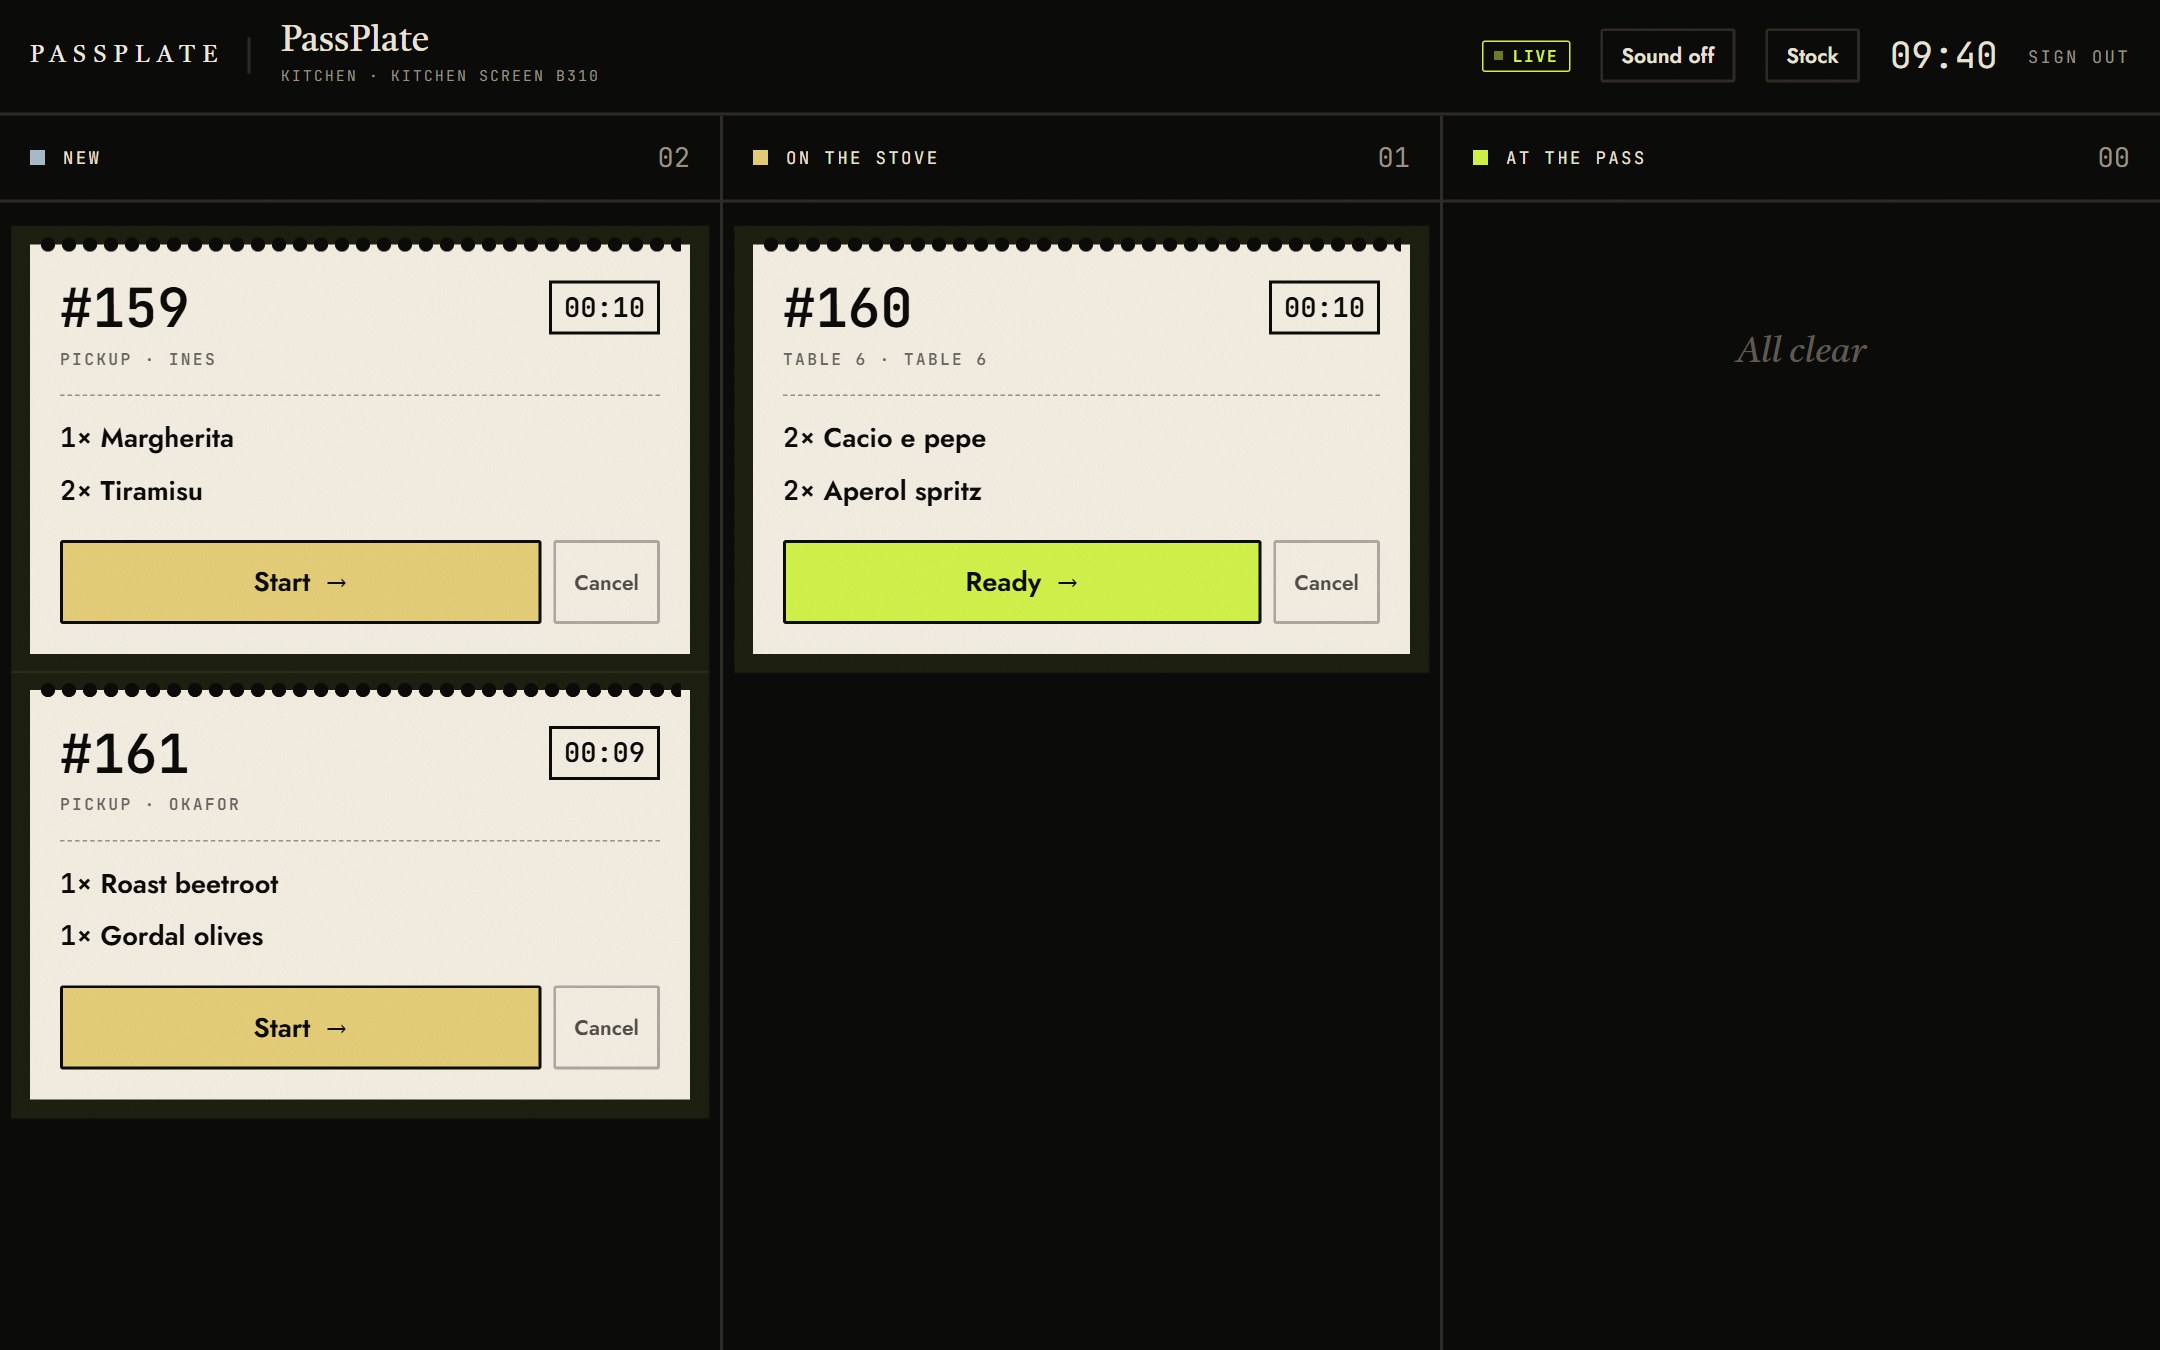 PASSPLATE
PassPlate
KITCHEN · KITCHEN SCREEN B310
LIVE
Sound off
Stock
09:40
SIGN OUT
NEW 02
#159 00:10
PICKUP · INES
1× Margherita
2× Tiramisu
Start → Cancel
#161 00:09
PICKUP · OKAFOR
1× Roast beetroot
1× Gordal olives
Start → Cancel
ON THE STOVE 01
#160 00:10
TABLE 6 · TABLE 6
2× Cacio e pepe
2× Aperol spritz
Ready → Cancel
AT THE PASS 00
All clear